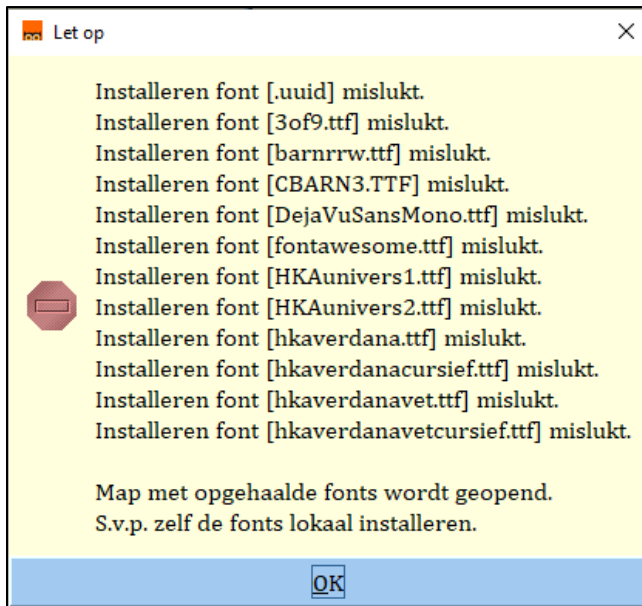 Let op
Installeren font [.uuid] mislukt.
Installeren font [3of9.ttf] mislukt.
Installeren font [barnrrw.ttf] mislukt.
Installeren font [CBARN3.TTF] mislukt.
Installeren font [DejaVuSansMono.ttf] mislukt.
Installeren font [fontawesome.ttf] mislukt.
Installeren font [HKAunivers1.ttf] mislukt.
Installeren font [HKAunivers2.ttf] mislukt.
Installeren font [hkaverdana.ttf] mislukt.
Installeren font [hkaverdanacursief.ttf] mislukt.
Installeren font [hkaverdanavet.ttf] mislukt.
Installeren font [hkaverdanavetcursief.ttf] mislukt.
Map met opgehaalde fonts wordt geopend.
S.v.p. zelf de fonts lokaal installeren.
OK